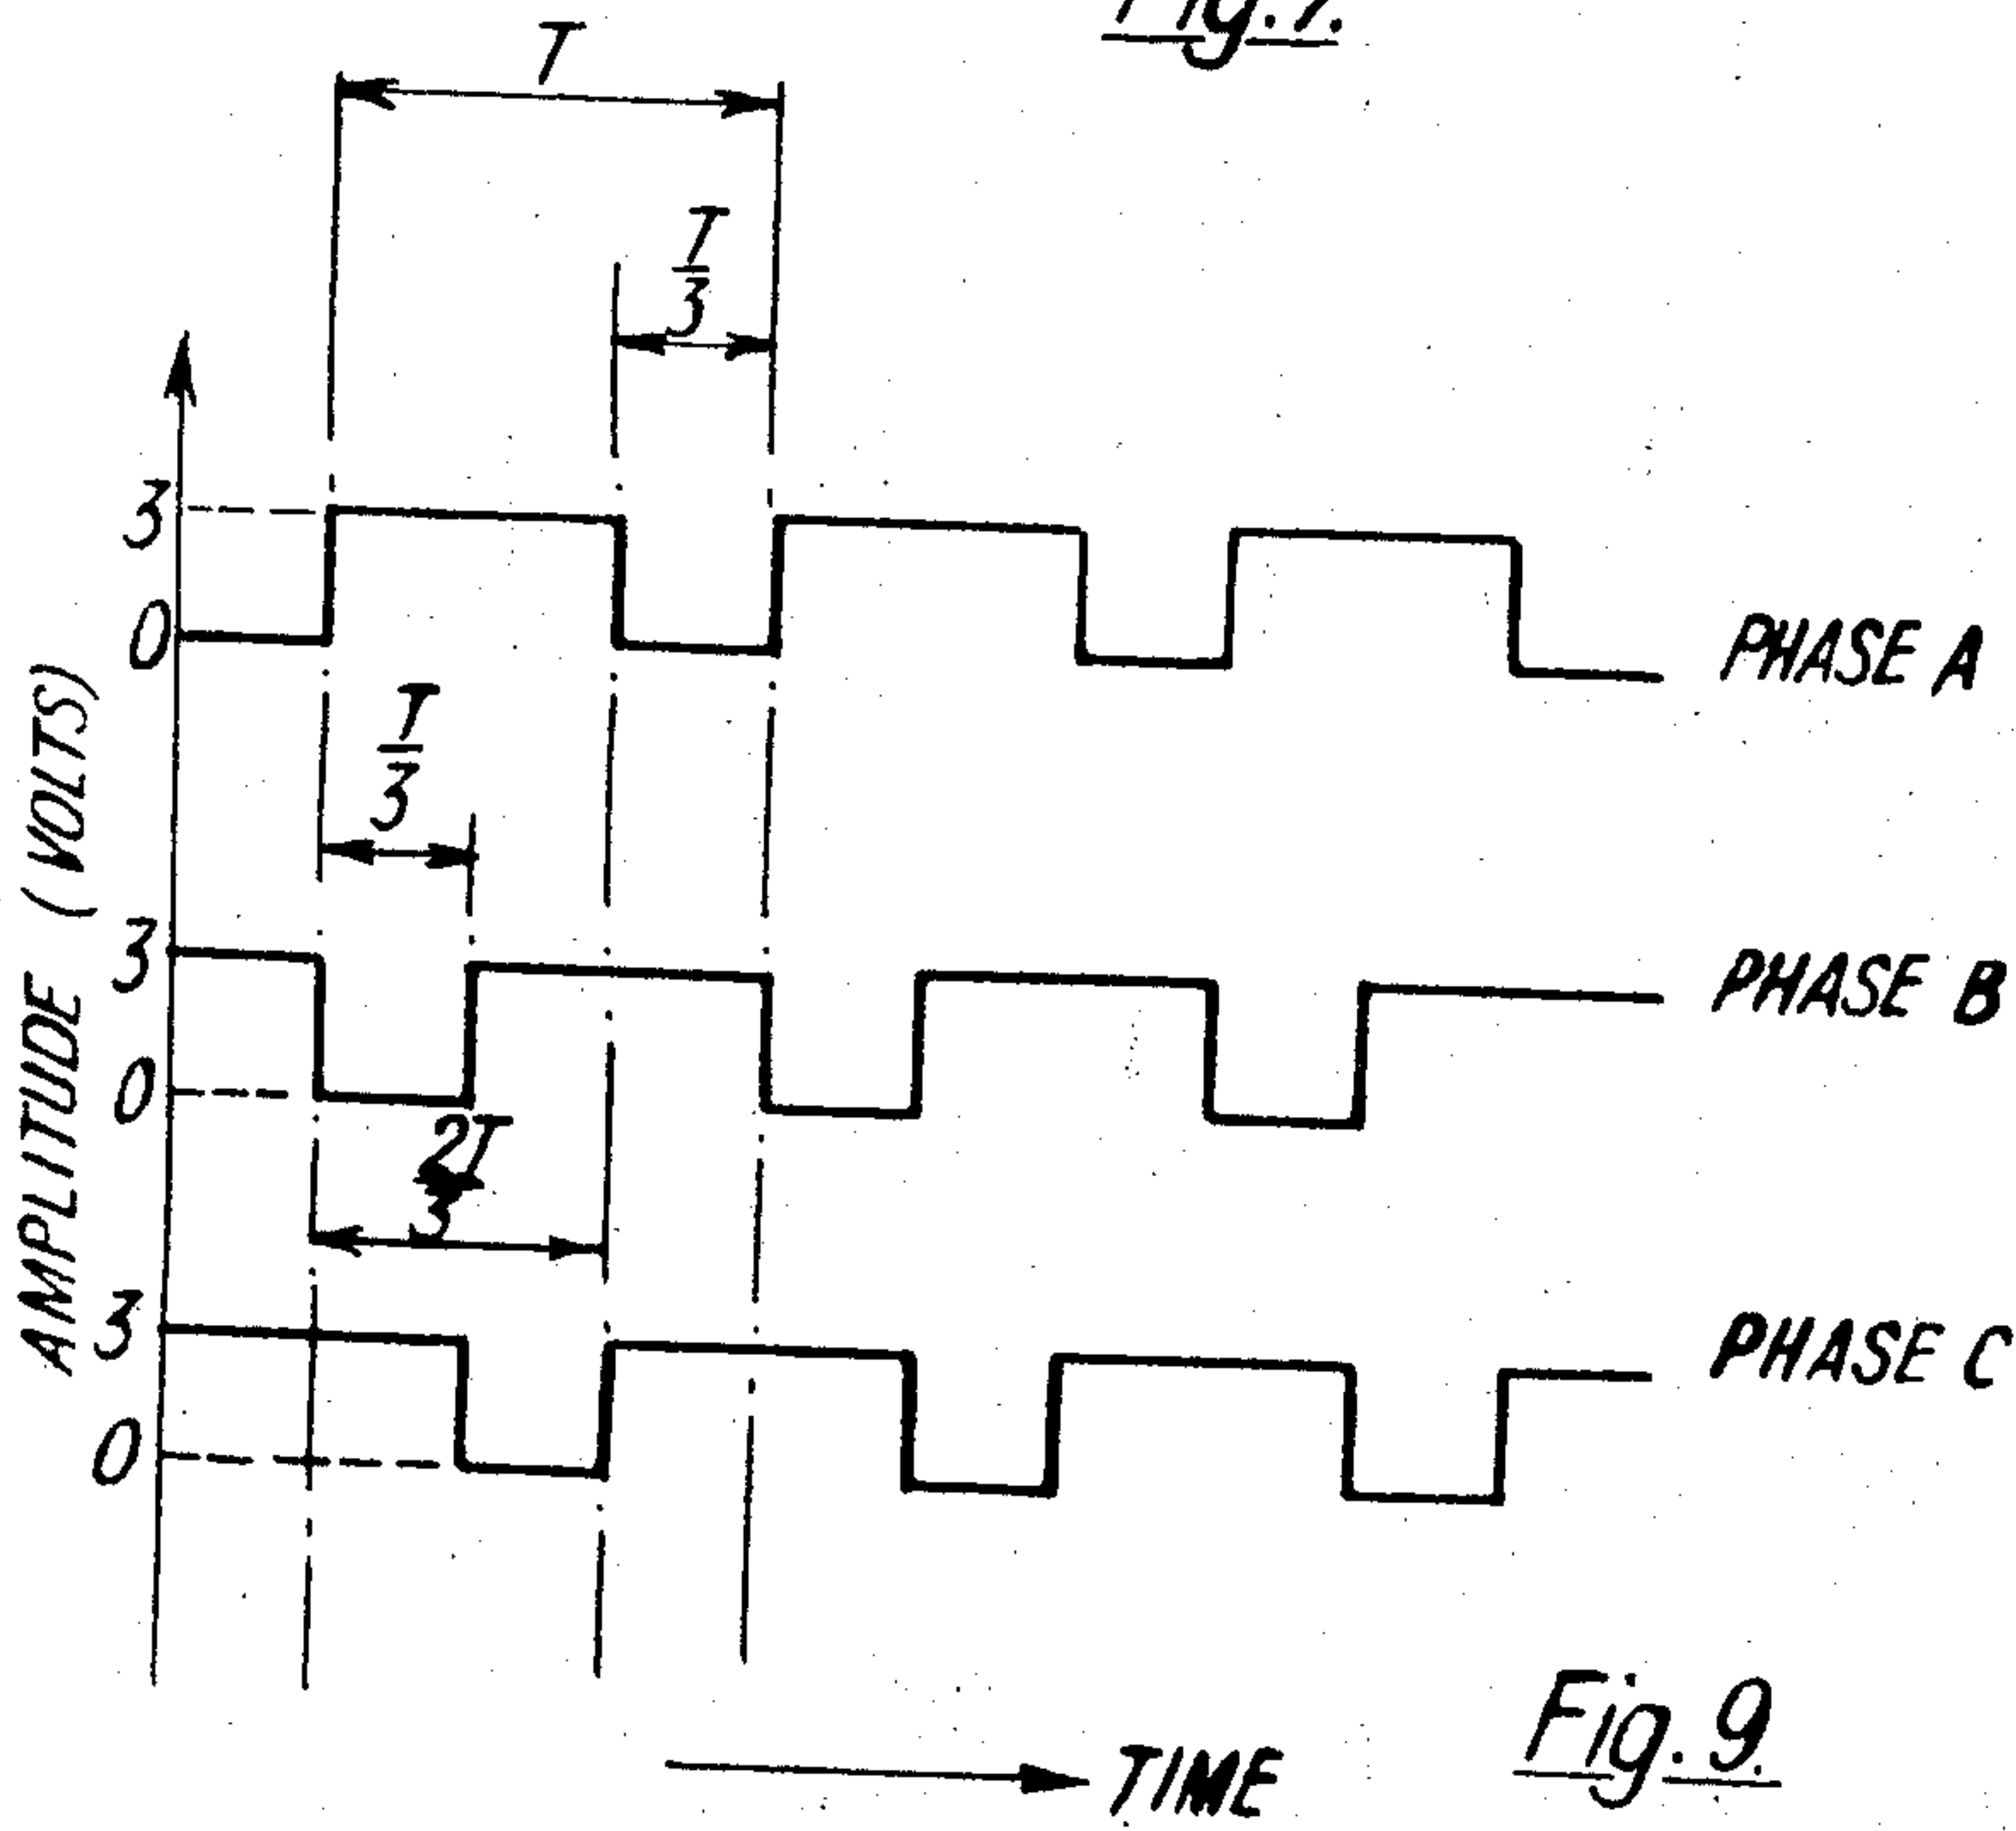 T
T
3
3
0
PHASE A
T
3
AMPLITUDE (VOLTS)
3
0
PHASE B
2T
3
3
0
PHASE C
TIME
Fig. 9.